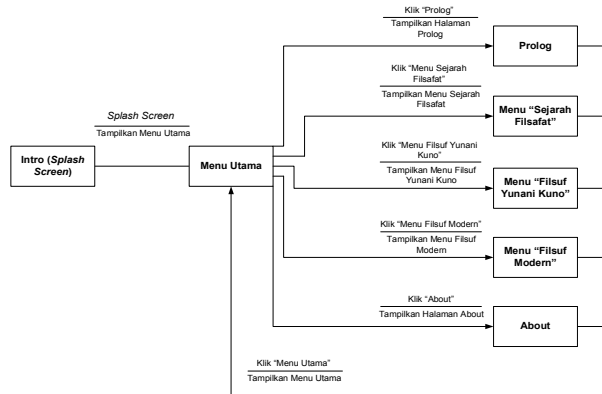 Klik “Prolog”
Tampilkan Halaman
Prolog
Prolog
Klik “Menu Sejarah
Filsafat”
Tampilkan Menu Sejarah
Filsafat
Menu “Sejarah
Filsafat”
Splash Screen
Tampilkan Menu Utama
Intro (Splash
Screen)
Menu Utama
Klik “Menu Filsuf Yunani
Kuno”
Tampilkan Menu Filsuf
Yunani Kuno
Menu “Filsuf
Yunani Kuno”
Klik “Menu Filsuf Modern”
Tampilkan Menu Filsuf
Modern
Menu “Filsuf
Modern”
Klik “About”
Tampilkan Halaman About
About
Klik “Menu Utama”
Tampilkan Menu Utama